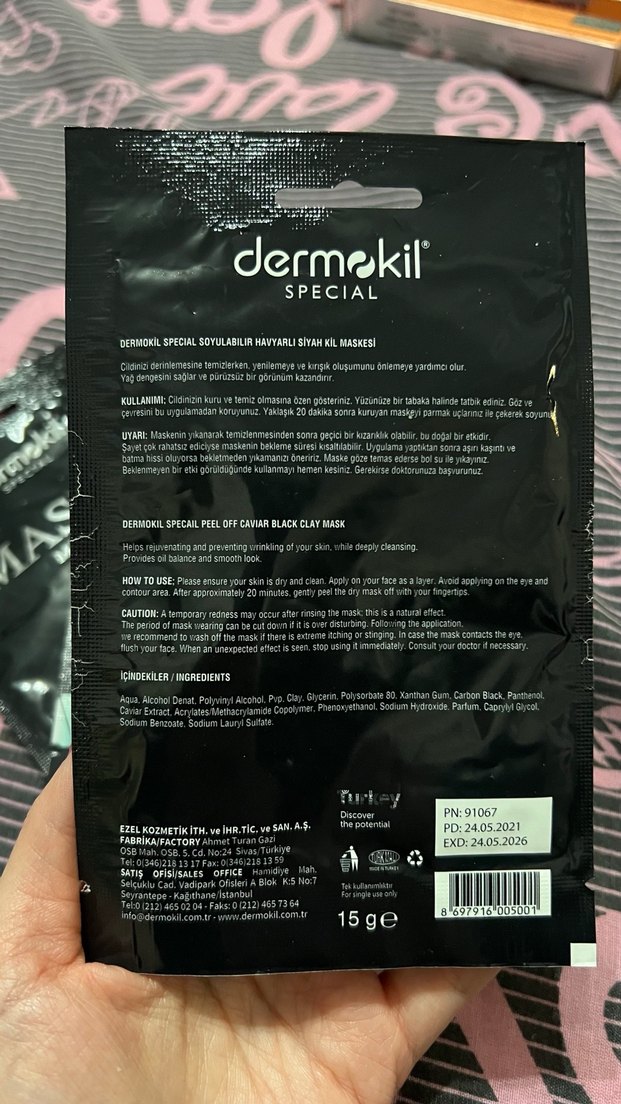 dermokil®
SPECIAL
DERMOKİL SPECIAL SOYULABILIR HAVYARLI SİYAH KİL MASKESİ
Cildinizi derinlemesine temizlerken, yenilemeye ve kırışık oluşumunu önlemeye yardımcı olur.
Yağ dengesini sağlar ve pürüzsüz bir görünüm kazandırır.
KULLANIMI: Cildinizin kuru ve temiz olmasına özen gösteriniz. Yüzünüze bir tabaka halinde tatbik ediniz. Göz ve
çevresini bu uygulamadan koruyunuz. Yaklaşık 20 dakika sonra kuruyan maskeyi parmak uçlarınız ile çekerek soyunuz
UYARI: Maskenin yıkanarak temizlenmesinden sonra geçici bir kızarıklık olabilir, bu doğal bir etkidir.
Şayet çok rahatsız ediciyse maskenin bekleme süresi kısaltılabilir. Uygulama yaptıktan sonra aşırı kaşıntı ve
batma hissi oluyorsa bekletmeden yıkamanızı öneririz. Maske göze temas ederse bol su ile yıkayınız.
Beklenmeyen bir etki görüldüğünde kullanmayı hemen kesiniz. Gerekirse doktorunuza başvurunuz.
DERMOKIL SPECAIL PEEL OFF CAVIAR BLACK CLAY MASK
Helps rejuvenating and preventing wrinkling of your skin, while deeply cleansing.
Provides oil balance and smooth look.
HOW TO USE: Please ensure your skin is dry and clean. Apply on your face as a layer. Avoid applying on the eye and
contour area. After approximately 20 minutes, gently peel the dry mask off with your fingertips.
CAUTION: A temporary redness may occur after rinsing the mask; this is a natural effect.
The period of mask wearing can be cut down if it is over disturbing. Following the application,
we recommend to wash off the mask if there is extreme itching or stinging. In case the mask contacts the eye,
flush your face. When an unexpected effect is seen, stop using it immediately. Consult your doctor if necessary.
İÇİNDEKİLER / INGREDIENTS
Aqua, Alcohol Denat, Polyvinyl Alcohol, Pvp, Clay, Glycerin, Polysorbate 80, Xanthan Gum, Carbon Black, Panthenol,
Caviar Extract, Acrylates/Methacrylamide Copolymer, Phenoxyethanol, Sodium Hydroxide, Parfum, Caprylyl Glycol,
Sodium Benzoate, Sodium Lauryl Sulfate.
EZEL KOZMETİK İTH. ve İHR.TİC. ve SAN. A.Ş.
FABRİKA/FACTORY Ahmet Turan Gazi
OSB Mah. OSB. 5. Cd. No:24 Sivas/Türkiye
Tel: 0(346)218 13 17 Fax: 0(346)218 13 59
SATIŞ OFİSİ/SALES OFFICE Hamidiye Mah.
Selçuklu Cad. Vadipark Ofisleri A Blok K:5 No:7
Seyrantepe - Kağıthane/İstanbul
Tel:0 (212) 465 02 04 - Faks: 0 (212) 465 73 64
info@dermokil.com.tr - www.dermokil.com.tr
Turkey
Discover
the potential
TÜRK MALI
MADE IN TURKEY
Tek kullanımlıktır
For single use only
15 g e
PN: 91067
PD: 24.05.2021
EXD: 24.05.2026
8 697916 005001
MAS
love